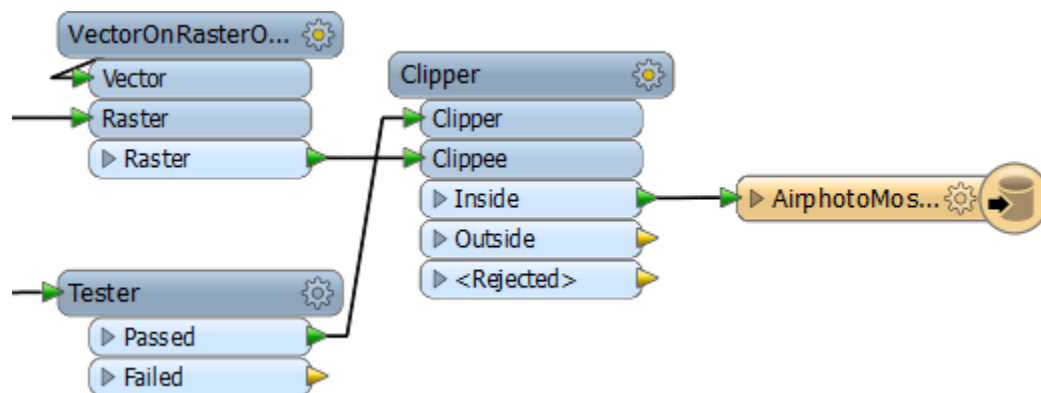 VectorOnRasterO...
Vector
Raster
Raster
Clipper
Clipper
Clippee
Inside
Outside
<Rejected>
AirphotoMos...
Tester
Passed
Failed